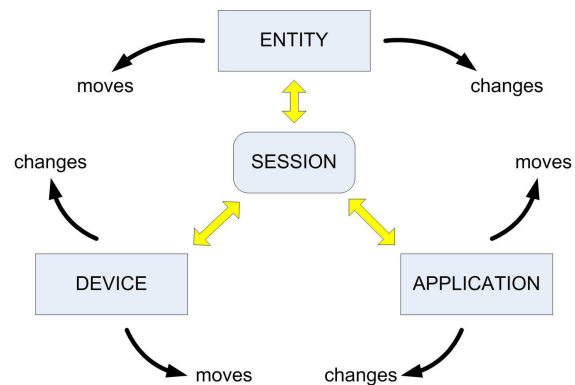 ENTITY
moves
changes
SESSION
changes
moves
DEVICE
APPLICATION
moves
changes